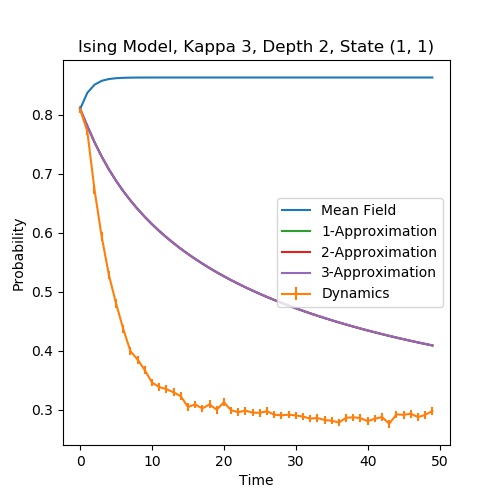 Ising Model, Kappa 3, Depth 2, State (1, 1)
0.8
0.7
0.6
0.5
0.4
0.3
Probability
Mean Field
1-Approximation
2-Approximation
3-Approximation
Dynamics
0 10 20 30 40 50
Time